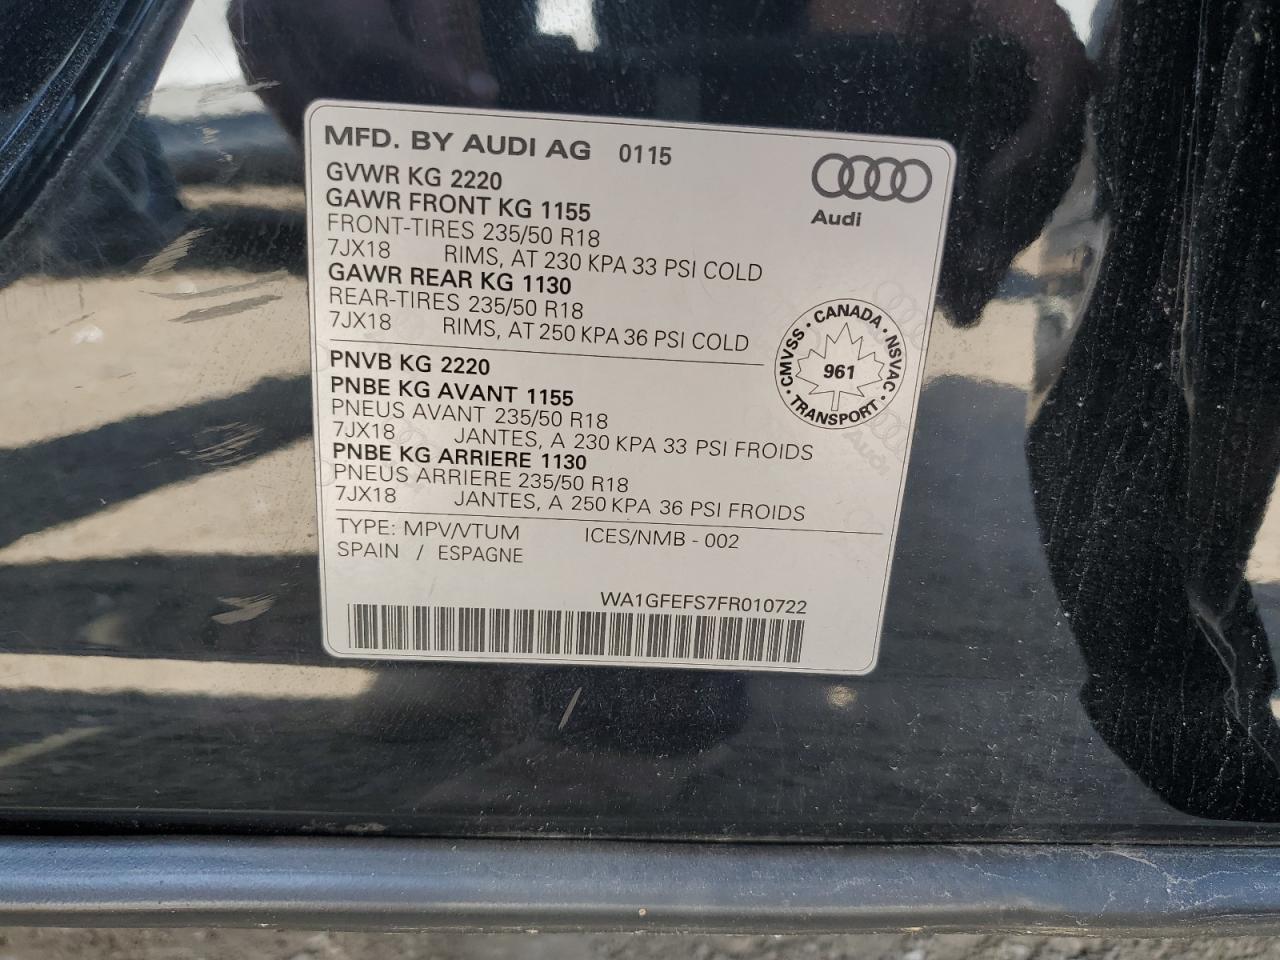 MFD. BY AUDI AG 0115
Audi
GVWR KG 2220
GAWR FRONT KG 1155
FRONT-TIRES 235/50 R18
7JX18 RIMS, AT 230 KPA 33 PSI COLD
GAWR REAR KG 1130
REAR-TIRES 235/50 R18
7JX18 RIMS, AT 250 KPA 36 PSI COLD
CMVSS · CANADA · NSVAC · TRANSPORT ·
961
PNVB KG 2220
PNBE KG AVANT 1155
PNEUS AVANT 235/50 R18
7JX18 JANTES, A 230 KPA 33 PSI FROIDS
PNBE KG ARRIERE 1130
PNEUS ARRIERE 235/50 R18
7JX18 JANTES, A 250 KPA 36 PSI FROIDS
Audi
TYPE: MPV/VTUM ICES/NMB - 002
SPAIN / ESPAGNE
WA1GFEFS7FR010722